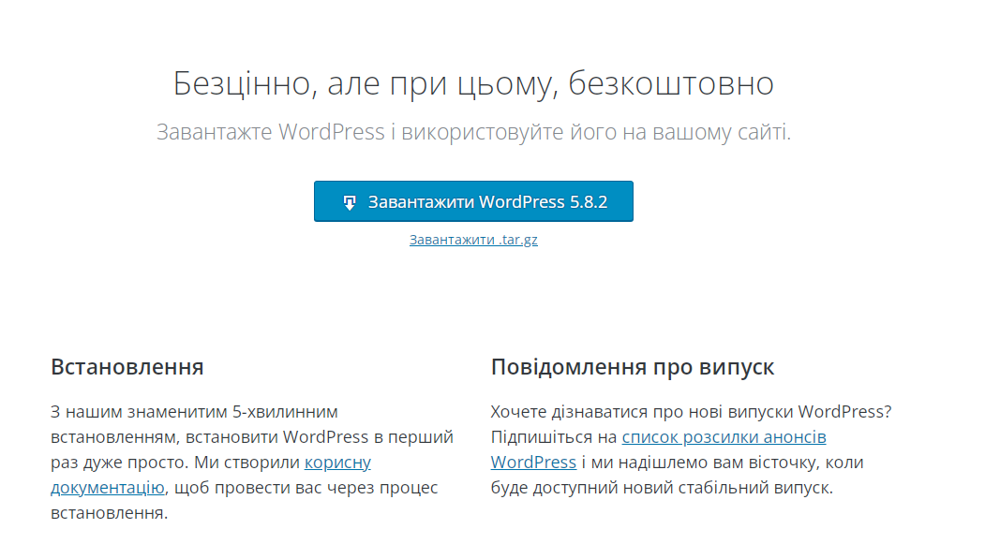 Безцінно, але при цьому, безкоштовно
Завантажте WordPress і використовуйте його на вашому сайті.
Завантажити WordPress 5.8.2
Завантажити .tar.gz
Встановлення
З нашим знаменитим 5-хвилинним
встановленням, встановити WordPress в перший
раз дуже просто. Ми створили корисну
документацію, щоб провести вас через процес
встановлення.
Повідомлення про випуск
Хочете дізнаватися про нові випуски WordPress?
Підпишіться на список розсилки анонсів
WordPress і ми надішлемо вам вісточку, коли
буде доступний новий стабільний випуск.